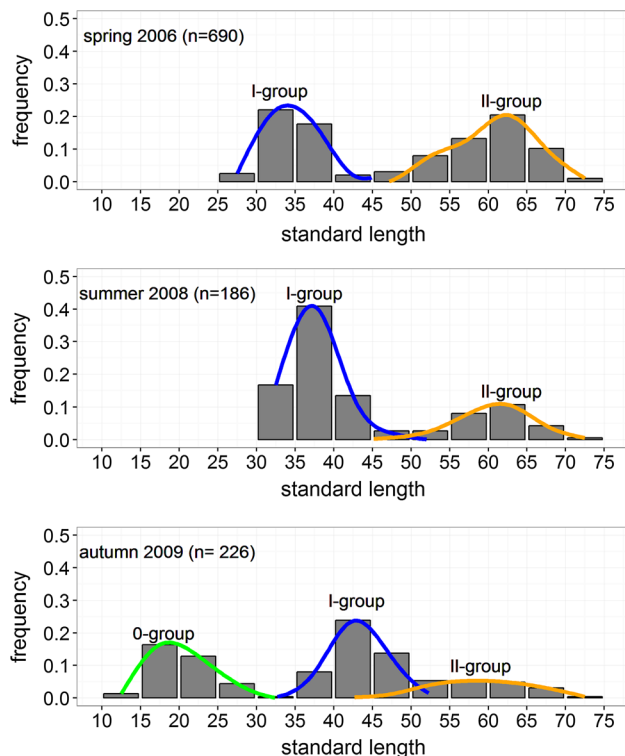 spring 2006 (n=690)
I-group
II-group
frequency
0.5
0.4
0.3
0.2
0.1
0.0
10 15 20 25 30 35 40 45 50 55 60 65 70 75
standard length
summer 2008 (n=186)
I-group
II-group
frequency
0.5
0.4
0.3
0.2
0.1
0.0
10 15 20 25 30 35 40 45 50 55 60 65 70 75
standard length
autumn 2009 (n= 226)
0-group
I-group
II-group
frequency
0.5
0.4
0.3
0.2
0.1
0.0
10 15 20 25 30 35 40 45 50 55 60 65 70 75
standard length